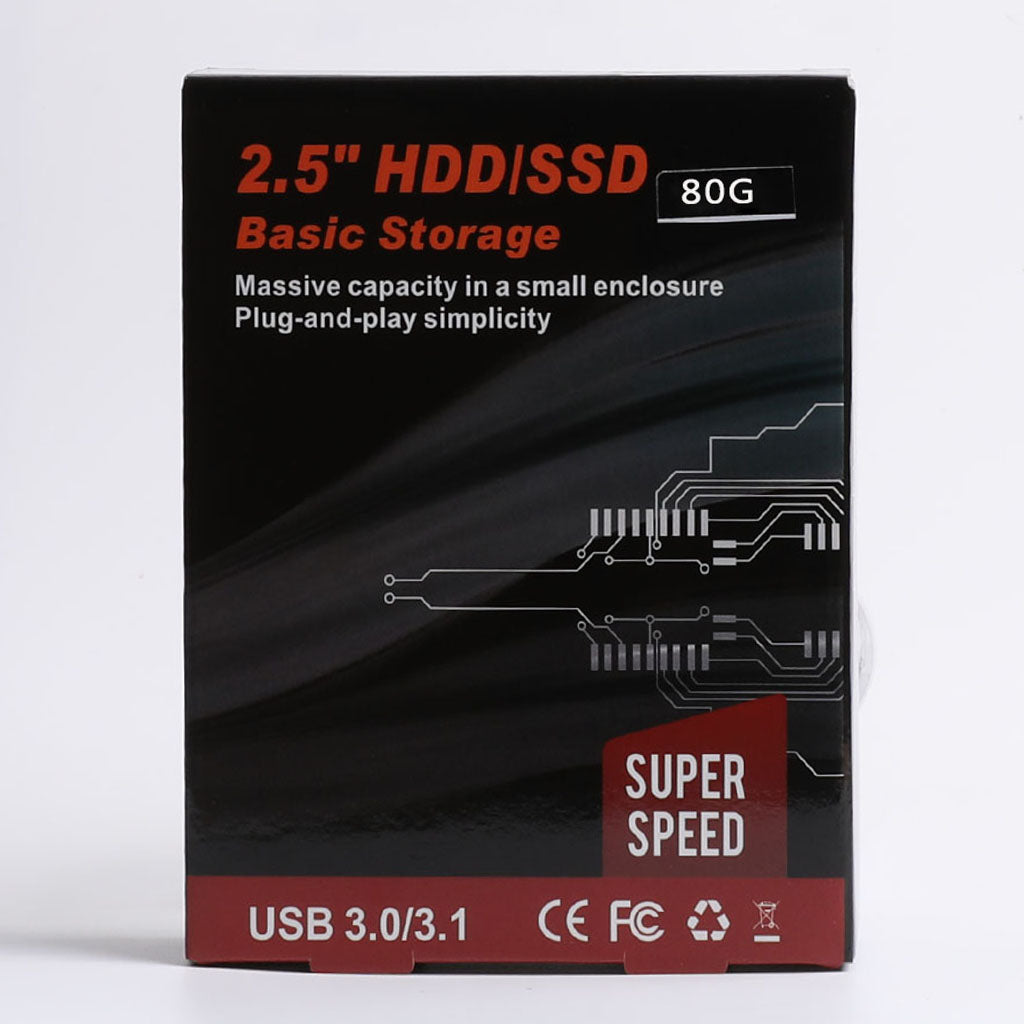 2.5" HDD/SSD
80G
Basic Storage
Massive capacity in a small enclosure
Plug-and-play simplicity
SUPER
SPEED
USB 3.0/3.1
CE FC